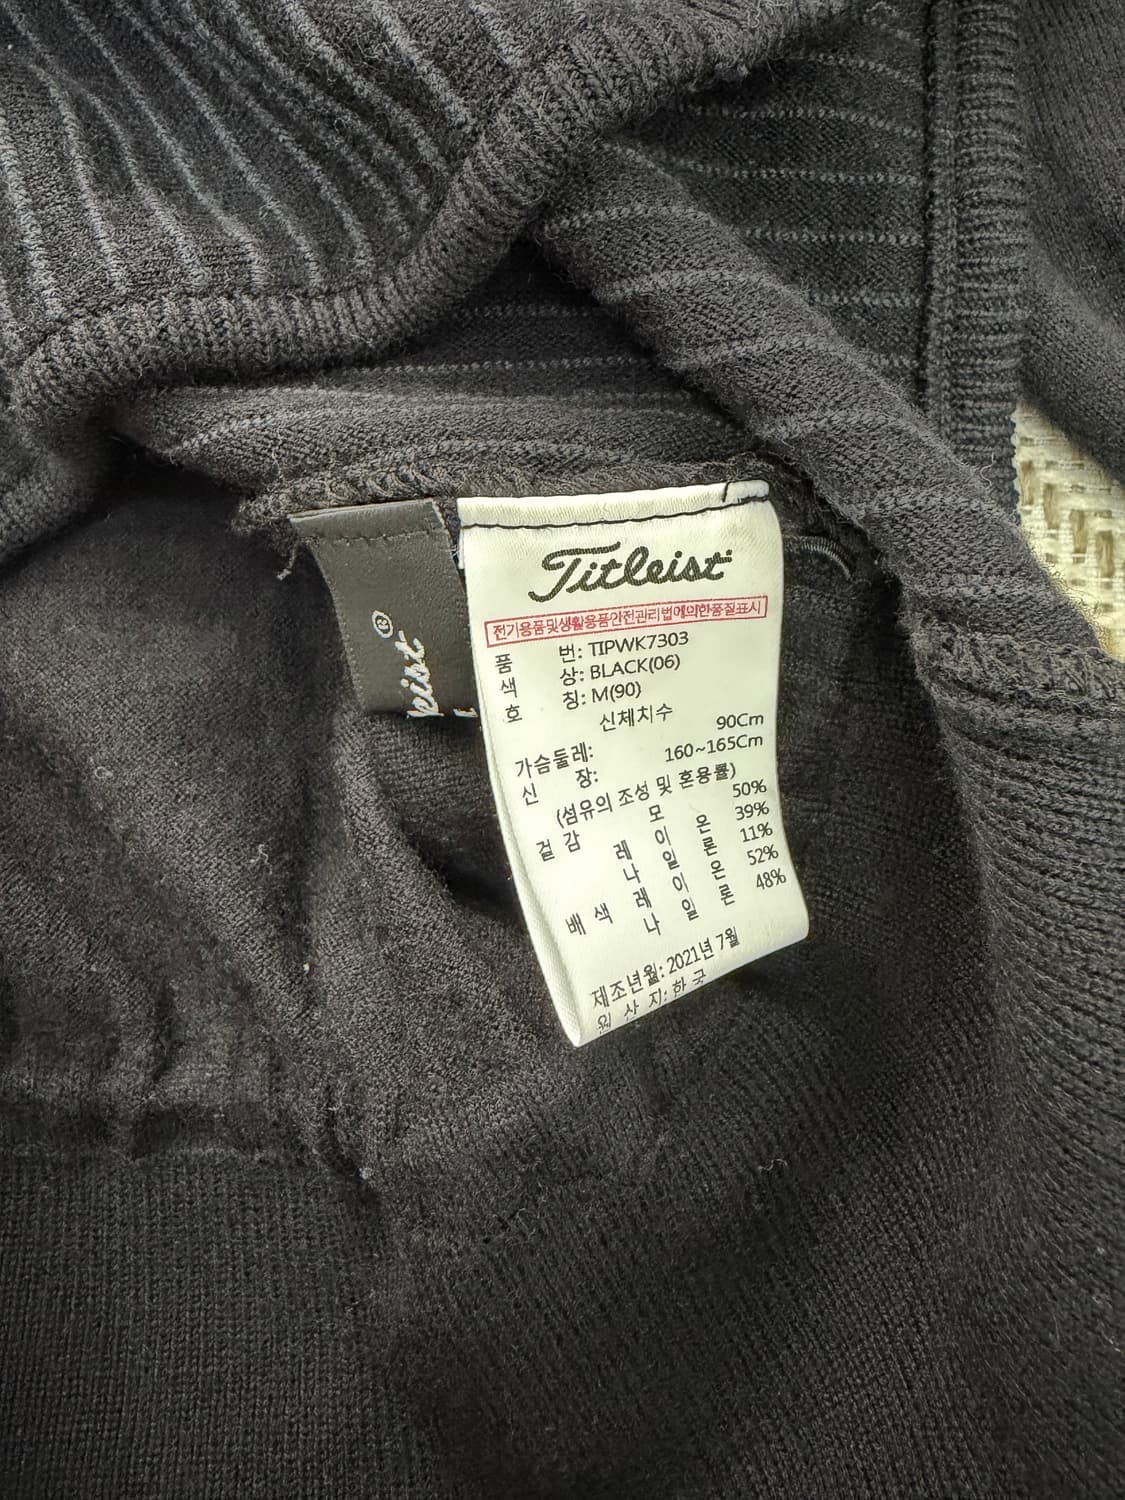 Titleist
전기용품및생활용품안전관리법에의한품질표시
품 번: TIPWK7303
색 상: BLACK(06)
호 칭: M(90)
신체치수
가슴둘레: 90Cm
신 장: 160~165Cm
(섬유의 조성 및 혼용률)
겉 감 모 50%
레 이 온 39%
나 일 론 11%
배 색 레 이 온 52%
나 일 론 48%
제조년월: 2021년 7월
원 산 지: 한국
®
leist